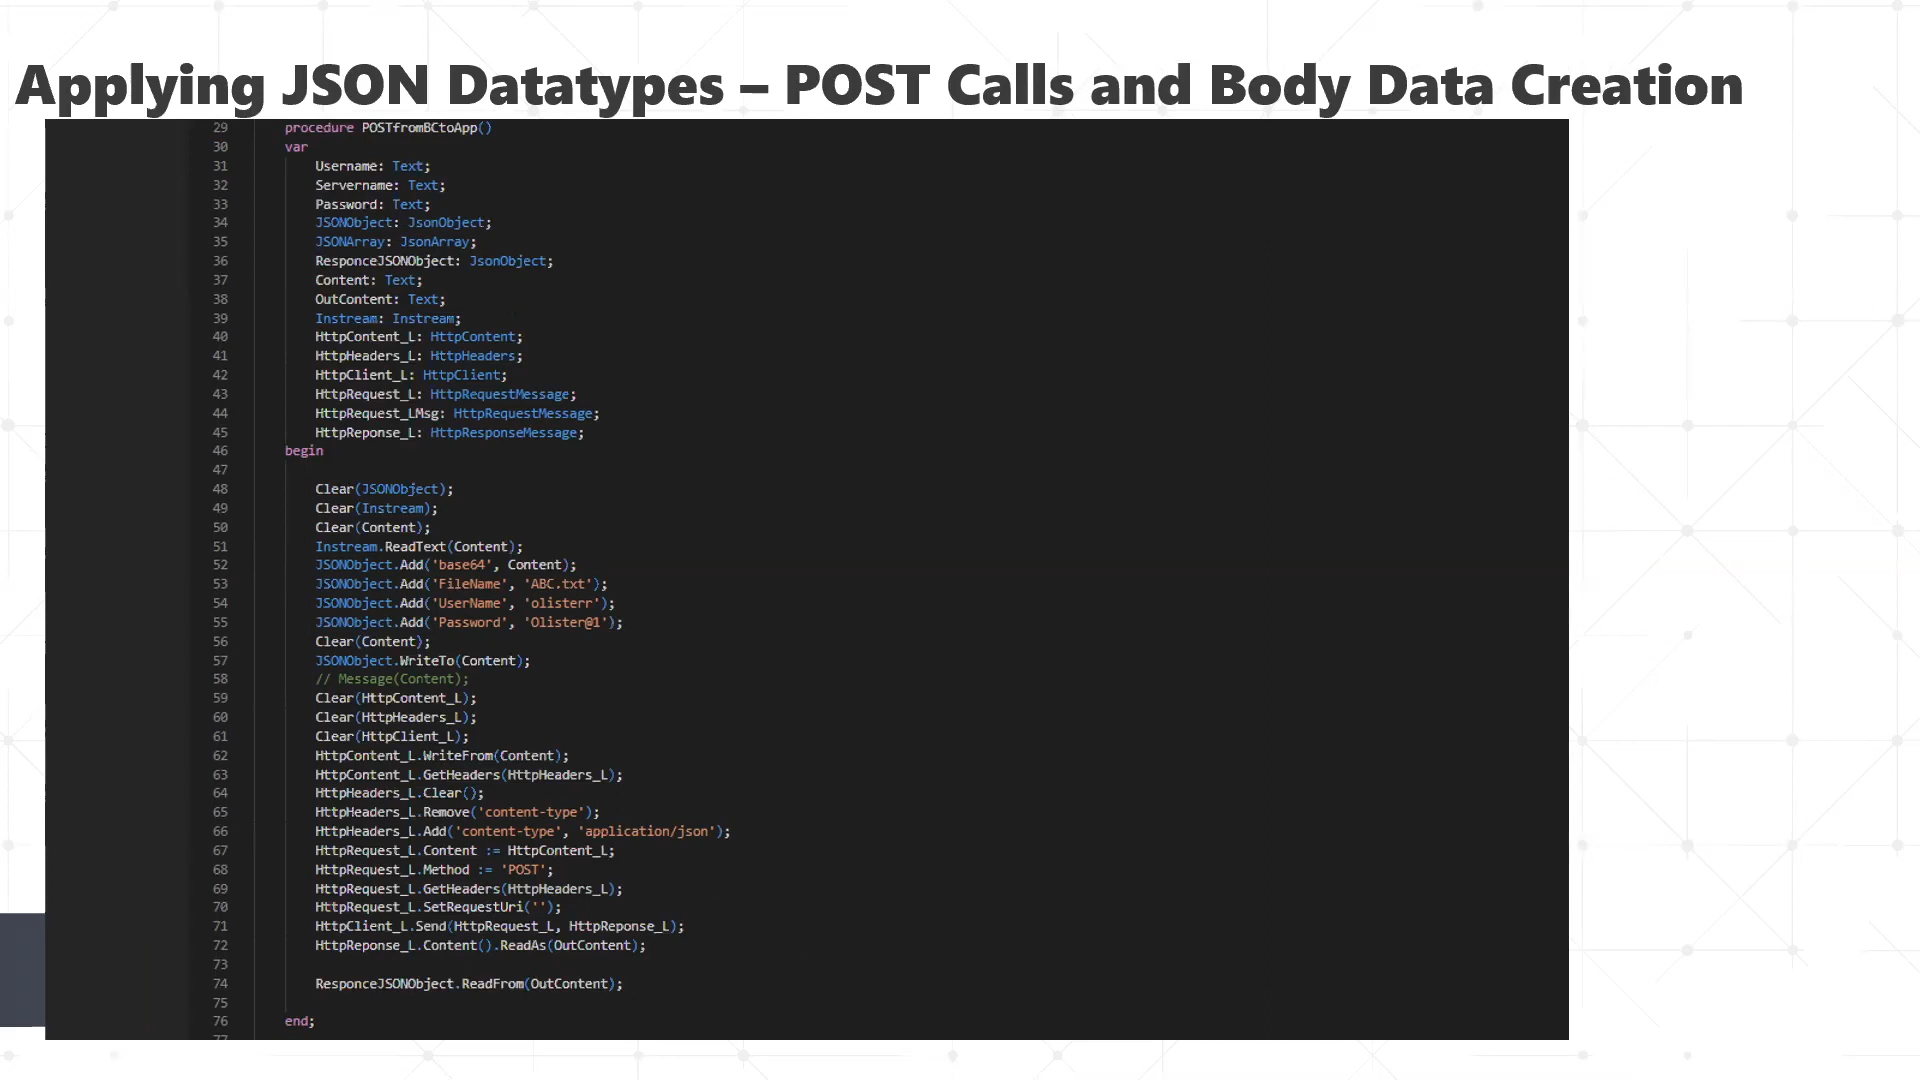 Applying JSON Datatypes – POST Calls and Body Data Creation
29 procedure POSTfromBCtoApp()
30 var
31 Username: Text;
32 Servername: Text;
33 Password: Text;
34 JSONObject: JsonObject;
35 JSONArray: JsonArray;
36 ResponceJSONObject: JsonObject;
37 Content: Text;
38 OutContent: Text;
39 Instream: Instream;
40 HttpContent_L: HttpContent;
41 HttpHeaders_L: HttpHeaders;
42 HttpClient_L: HttpClient;
43 HttpRequest_L: HttpRequestMessage;
44 HttpRequest_LMsg: HttpRequestMessage;
45 HttpReponse_L: HttpResponseMessage;
46 begin
47
48 Clear(JSONObject);
49 Clear(Instream);
50 Clear(Content);
51 Instream.ReadText(Content);
52 JSONObject.Add('base64', Content);
53 JSONObject.Add('FileName', 'ABC.txt');
54 JSONObject.Add('UserName', 'olisterr');
55 JSONObject.Add('Password', 'Olister@1');
56 Clear(Content);
57 JSONObject.WriteTo(Content);
58 // Message(Content);
59 Clear(HttpContent_L);
60 Clear(HttpHeaders_L);
61 Clear(HttpClient_L);
62 HttpContent_L.WriteFrom(Content);
63 HttpContent_L.GetHeaders(HttpHeaders_L);
64 HttpHeaders_L.Clear();
65 HttpHeaders_L.Remove('content-type');
66 HttpHeaders_L.Add('content-type', 'application/json');
67 HttpRequest_L.Content := HttpContent_L;
68 HttpRequest_L.Method := 'POST';
69 HttpRequest_L.GetHeaders(HttpHeaders_L);
70 HttpRequest_L.SetRequestUri('');
71 HttpClient_L.Send(HttpRequest_L, HttpReponse_L);
72 HttpReponse_L.Content().ReadAs(OutContent);
73
74 ResponceJSONObject.ReadFrom(OutContent);
75
76 end;
77